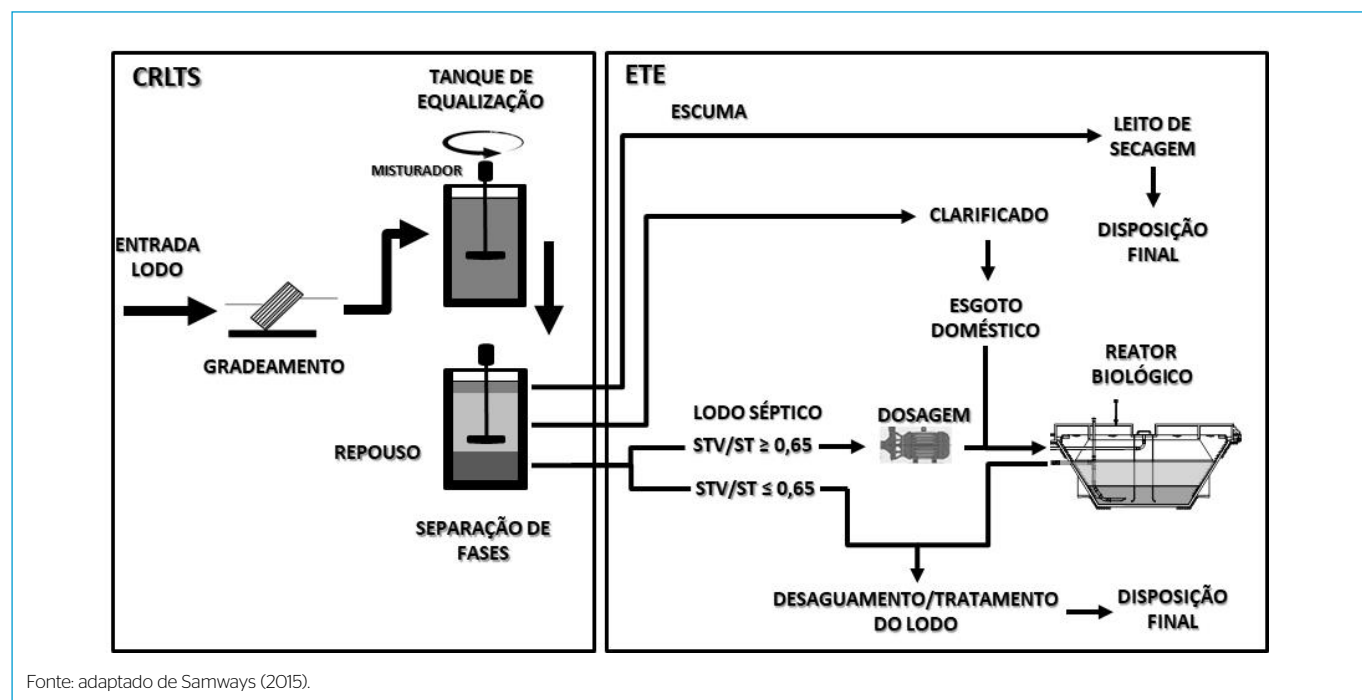 CRLTS
TANQUE DE
EQUALIZAÇÃO
MISTURADOR
ENTRADA
LODO
GRADEAMENTO
REPOUSO
SEPARAÇÃO DE
FASES
ETE
ESCUMA
LEITO DE
SECAGEM
DISPOSIÇÃO
FINAL
CLARIFICADO
ESGOTO
DOMÉSTICO
REATOR
BIOLÓGICO
LODO SÉPTICO
DOSAGEM
STV/ST ≥ 0,65
STV/ST ≤ 0,65
DESAGUAMENTO/TRATAMENTO
DO LODO
DISPOSIÇÃO
FINAL
Fonte: adaptado de Samways (2015).